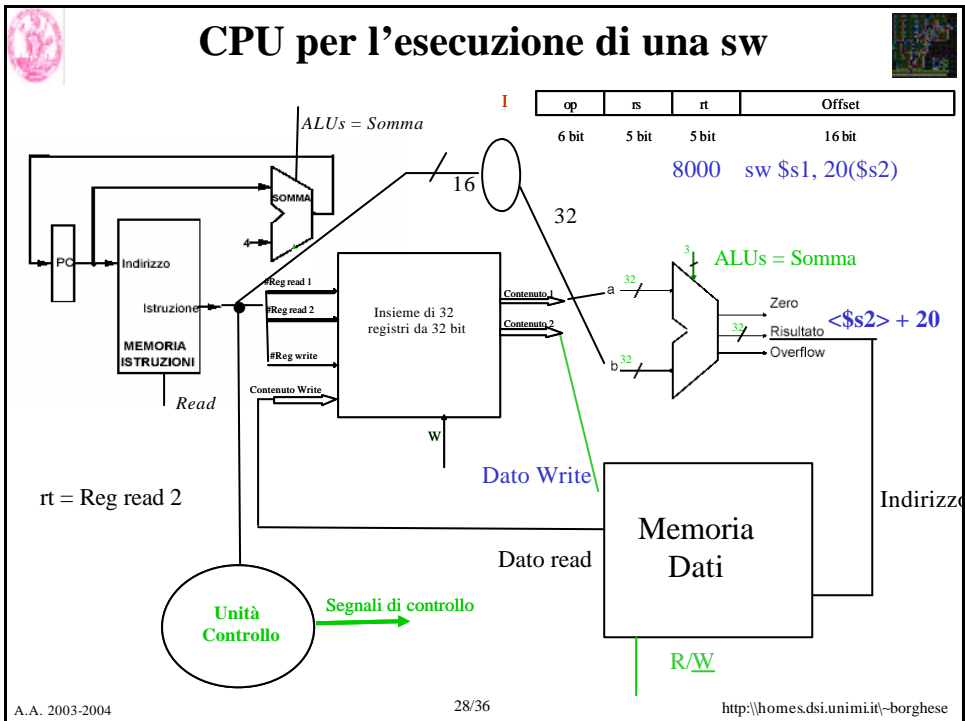 CPU per l'esecuzione di una sw
I
op rs rt Offset
6 bit 5 bit 5 bit 16 bit
8000 sw $s1, 20($s2)
ALUs = Somma
16
32
SOMMA
4
PC
Indirizzo
Istruzione
MEMORIA
ISTRUZIONI
Read
#Reg read 1
#Reg read 2
#Reg write
Contenuto Write
Insieme di 32
registri da 32 bit
Contenuto 1
Contenuto 2
W
a
32
b
32
3
ALUs = Somma
Zero
32
Risultato
Overflow
<$s2> + 20
Dato Write
rt = Reg read 2
Indirizzo
Memoria
Dati
Dato read
Unità
Controllo
Segnali di controllo
R/W
A.A. 2003-2004
28/36
http:\\homes.dsi.unimi.it\~borghese